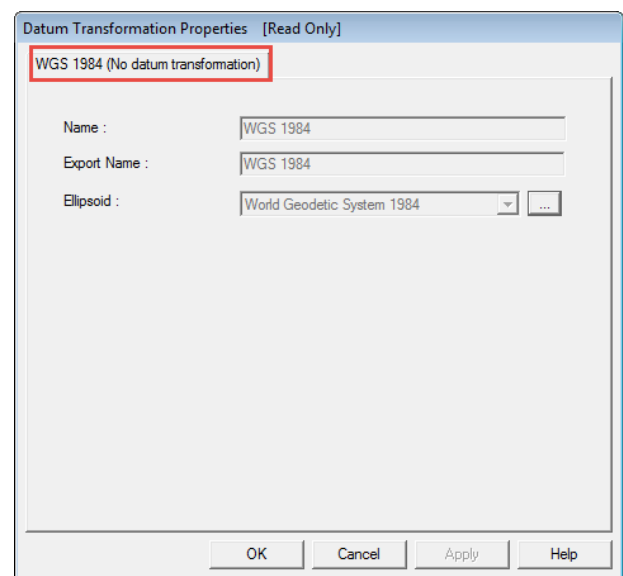 Datum Transformation Properties [Read Only]
WGS 1984 (No datum transformation)
Name : WGS 1984
Export Name : WGS 1984
Ellipsoid : World Geodetic System 1984 ...
OK Cancel Apply Help